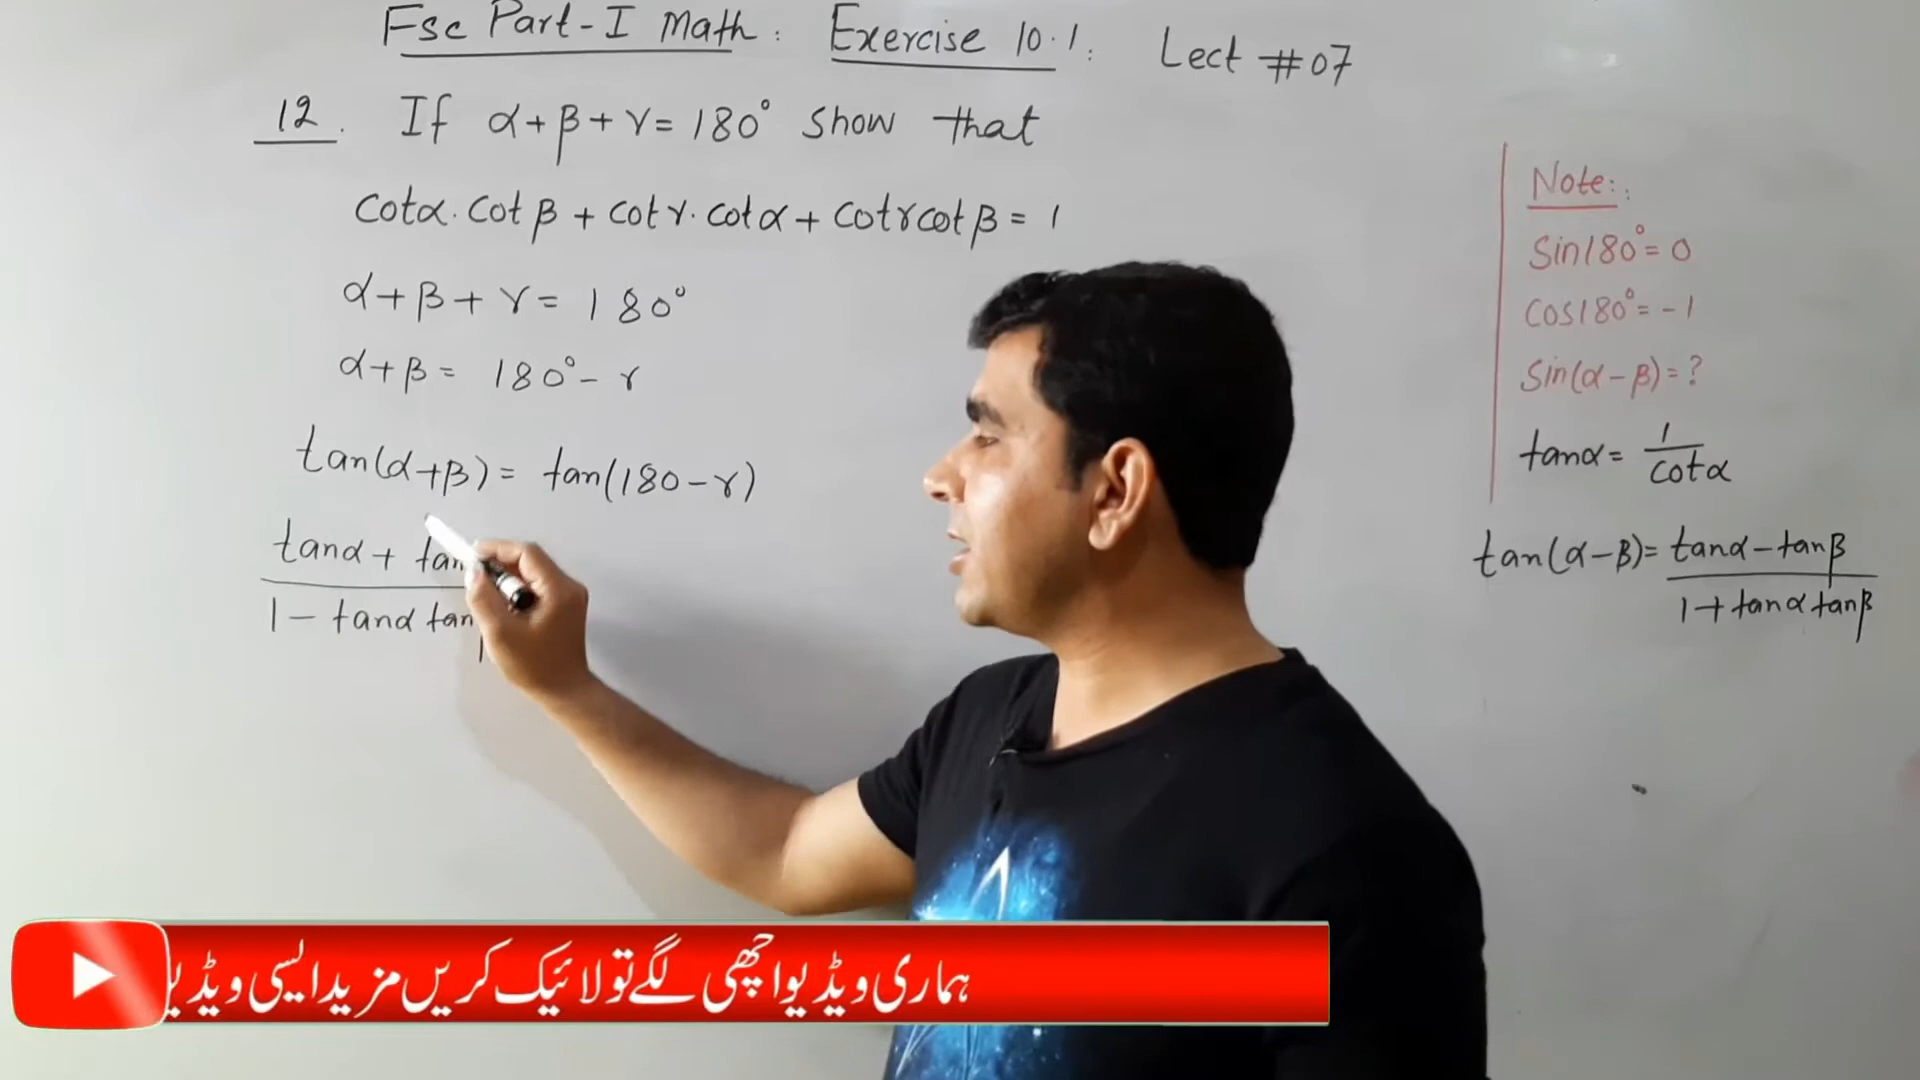 Fsc Part-I Math: Exercise 10.1: Lect #07
12. If α+β+γ=180° show that
cotα.cotβ + cotγ.cotα + cotγcotβ = 1
α+β+γ= 180°
α+β= 180°-γ
tan(α+β)= tan(180-γ)
tanα + tan
1 - tanα tan
Note::
Sin180°=0
Cos180°=-1
Sin(α-β)=?
tanα= 1/cotα
tan(α-β)= tanα-tanβ
1+tanα tanβ
ہماری ویڈیو اچھی لگے تو لائیک کریں مزید ایسی ویڈیو